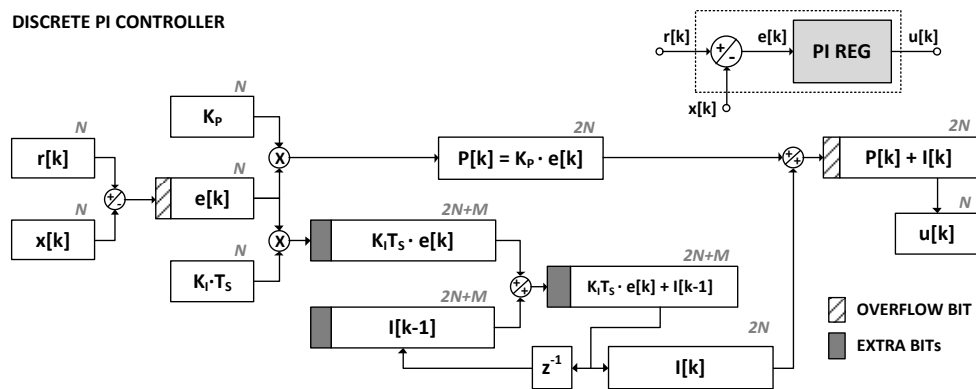 DISCRETE PI CONTROLLER
r[k]
+
-
e[k]
PI REG
u[k]
x[k]
N
K_P
N
r[k]
N
x[k]
+
-
N
e[k]
X
X
N
K_I·T_S
2N
P[k] = K_P · e[k]
2N+M
K_I T_S · e[k]
2N+M
I[k-1]
+
+
2N+M
K_I T_S · e[k] + I[k-1]
z⁻¹
2N
I[k]
+
+
2N
P[k] + I[k]
N
u[k]
OVERFLOW BIT
EXTRA BITs